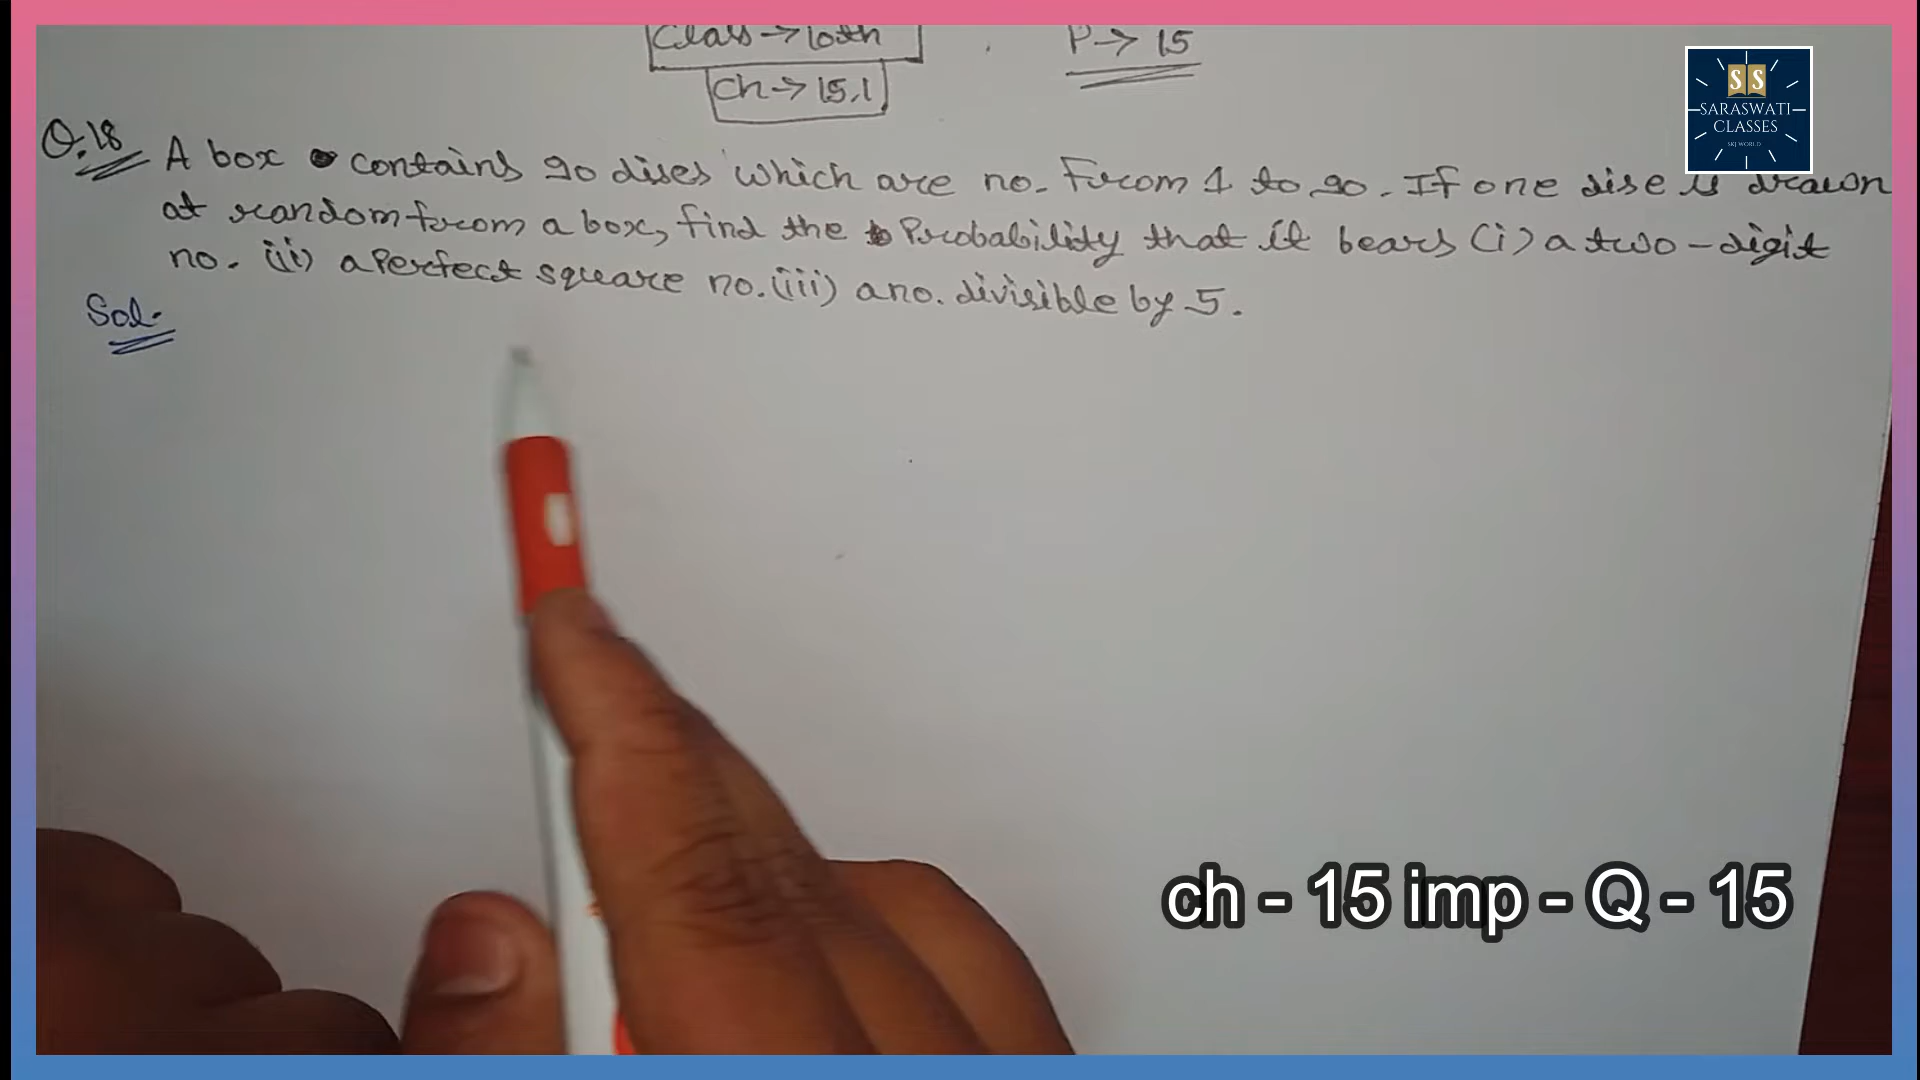 Class → 10th
P → 15
Ch → 15.1
SS
SARASWATI
CLASSES
SKJ WORLD
Q.18 A box contains 90 discs which are no. From 1 to 90. If one disc is drawn
at random from a box, find the Probability that it bears (i) a two-digit
no. (ii) a Perfect square no. (iii) a no. divisible by 5.
Sol.
ch - 15 imp - Q - 15